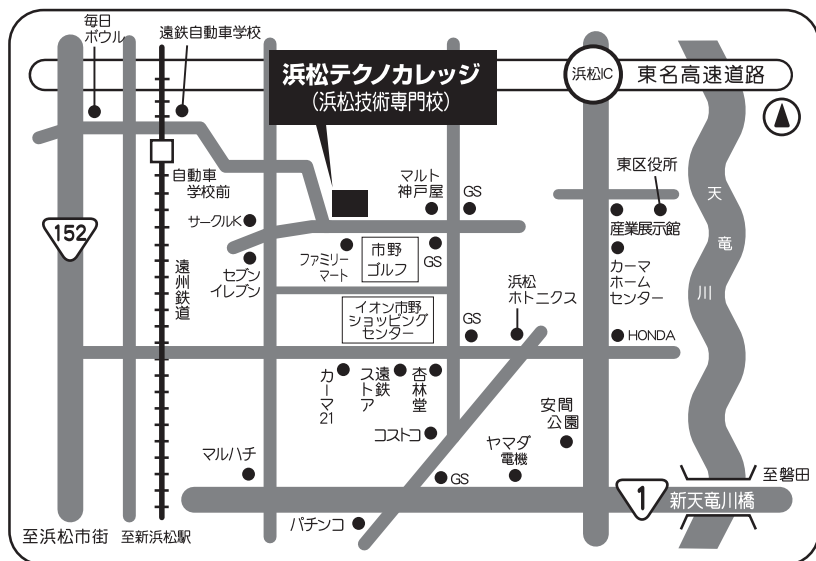 毎日
ボウル
遠鉄自動車学校
浜松テクノカレッジ
(浜松技術専門校)
浜松IC
東名高速道路
自動車
学校前
マルト
神戸屋
GS
東区役所
152
サークルK
産業展示館
天竜川
遠州鉄道
セブン
イレブン
ファミリー
マート
市野
ゴルフ
GS
カーマ
ホーム
センター
浜松
ホトニクス
イオン市野
ショッピング
センター
GS
HONDA
カーマ21
遠鉄
ストア
杏林堂
コストコ
安間
公園
マルハチ
ヤマダ
電機
GS
パチンコ
1
新天竜川橋
至磐田
至浜松市街
至新浜松駅